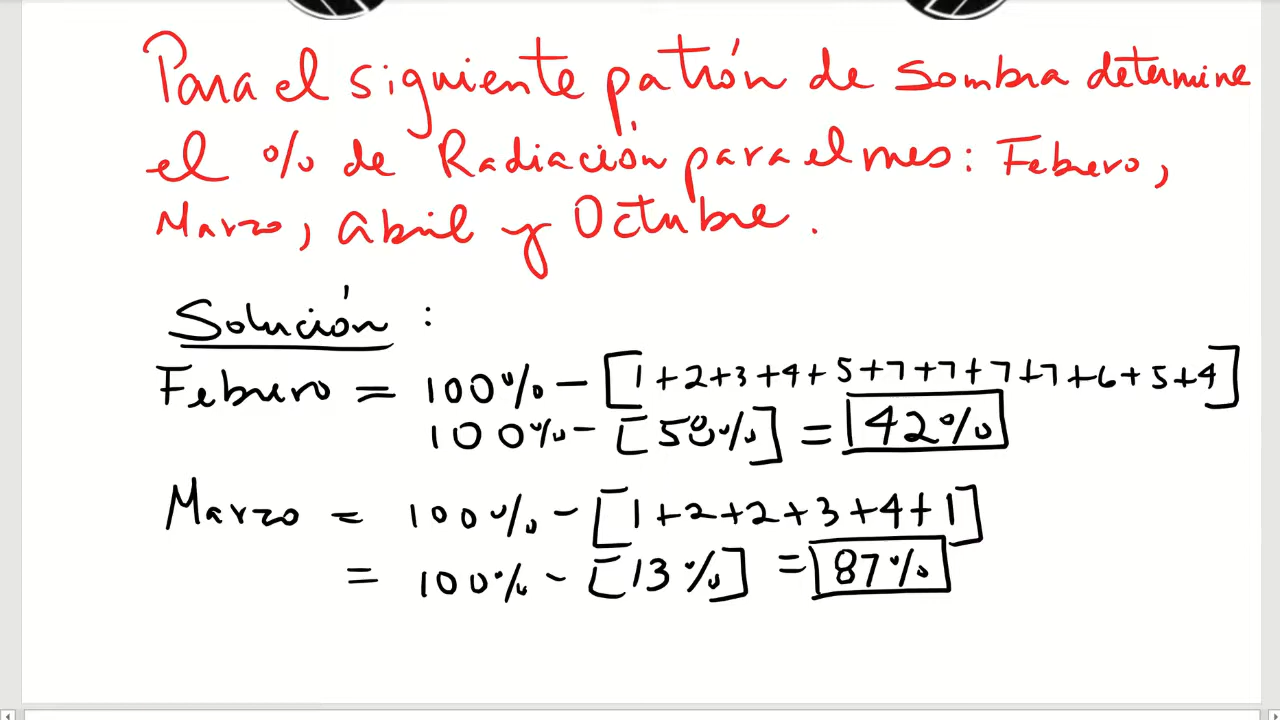 Para el siguiente patrón de sombra determine
el % de Radiación para el mes: Febrero,
Marzo, abril y Octubre.
Solución:
Febrero = 100% - [1+2+3+4+5+7+7+7+7+6+5+4]
100% - [58%] = 42%
Marzo = 100% - [1+2+2+3+4+1]
= 100% - [13%] = 87%